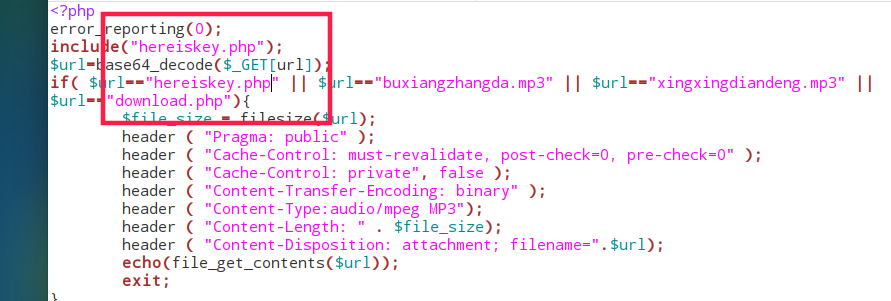 <?php
error_reporting(0);
include("hereiskey.php");
$url=base64_decode($_GET[url]);
if( $url=="hereiskey.php" || $url=="buxiangzhangda.mp3" || $url=="xingxingdiandeng.mp3" ||
$url=="download.php"){
$file_size = filesize($url);
header ( "Pragma: public" );
header ( "Cache-Control: must-revalidate, post-check=0, pre-check=0" );
header ( "Cache-Control: private", false );
header ( "Content-Transfer-Encoding: binary" );
header ( "Content-Type:audio/mpeg MP3");
header ( "Content-Length: " . $file_size);
header ( "Content-Disposition: attachment; filename=".$url);
echo(file_get_contents($url));
exit;
}